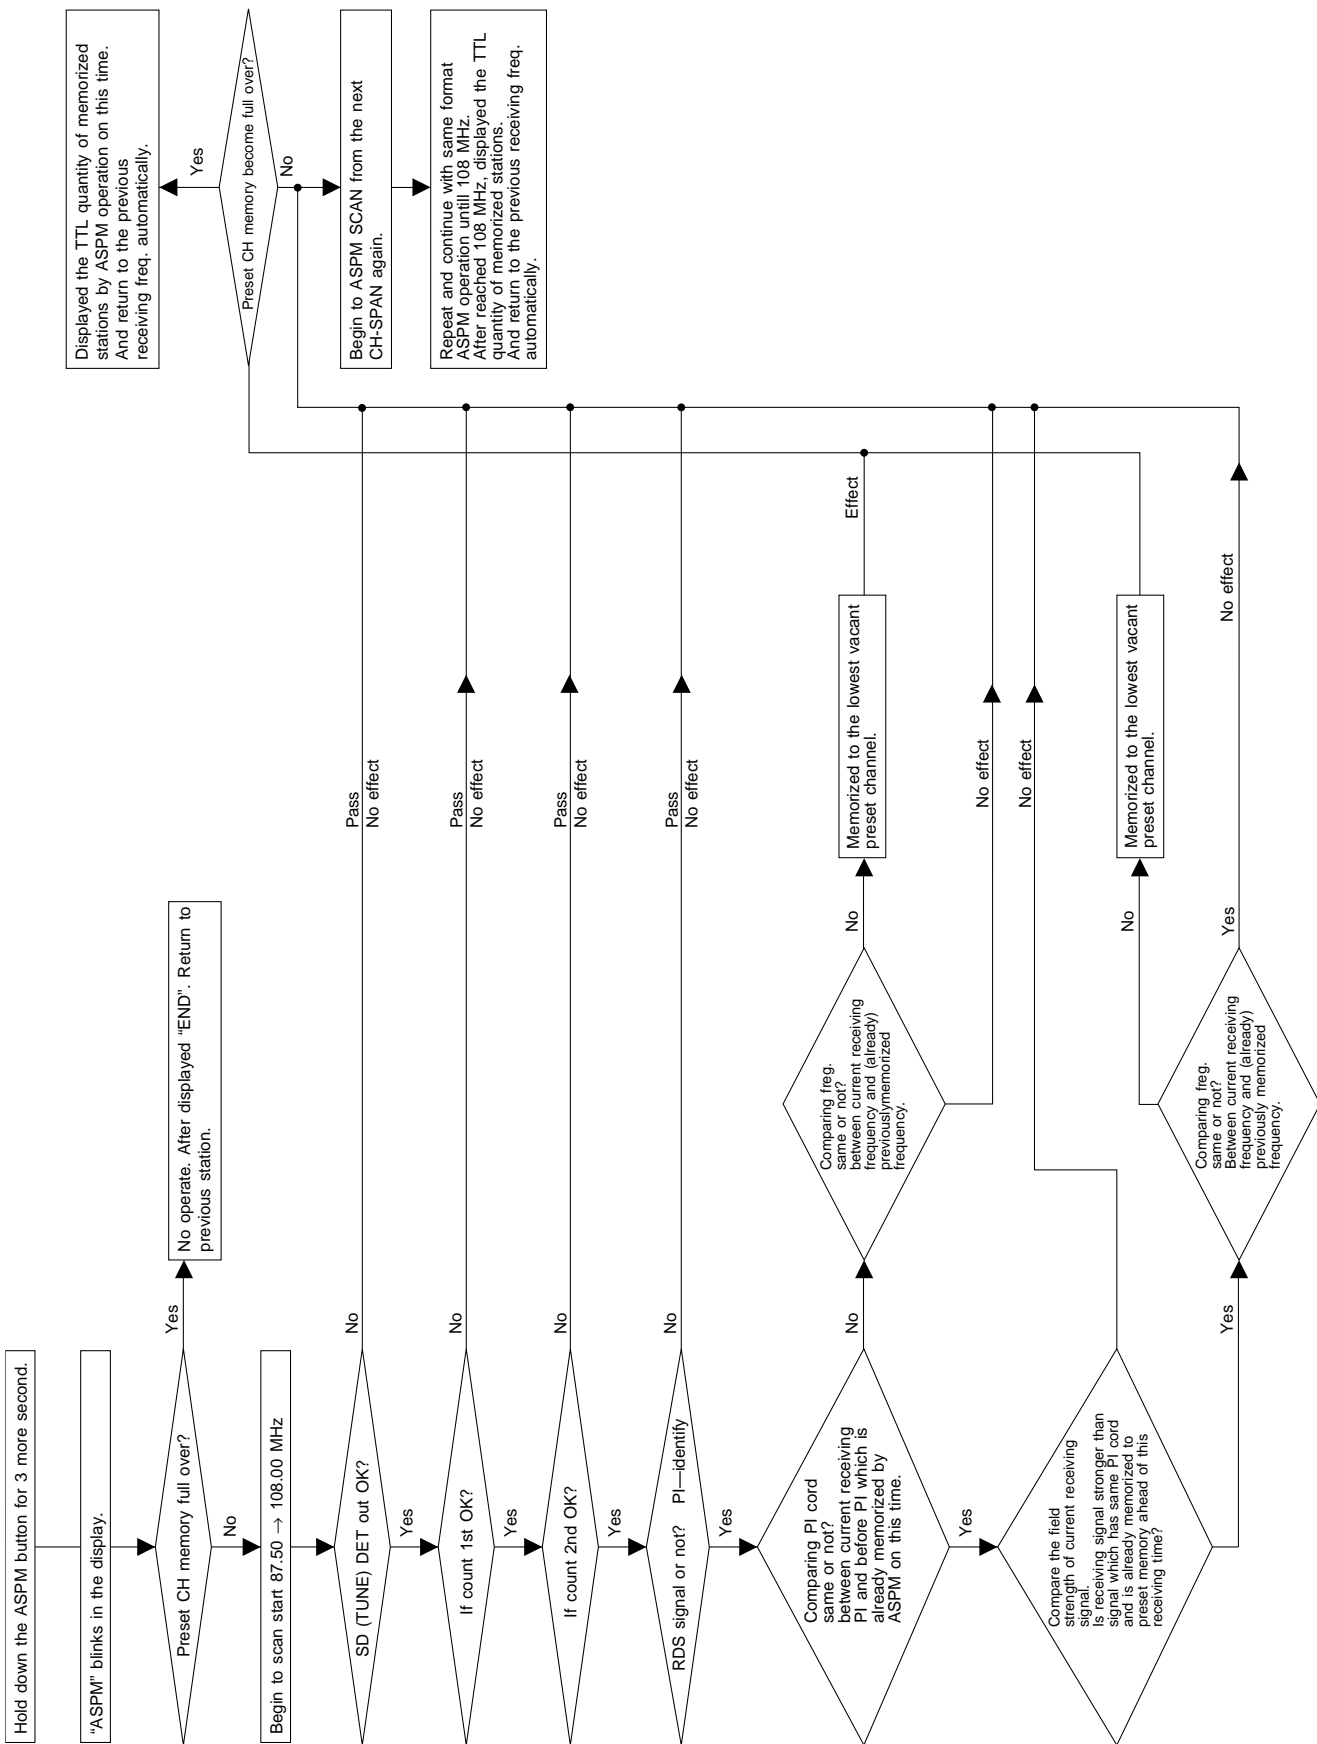 Hold down the ASPM button for 3 more second.
“ASPM” blinks in the display.
Preset CH memory full over?
Yes
No operate. After displayed “END”. Return to
previous station.
No
Begin to scan start 87.50 → 108.00 MHz
SD (TUNE) DET out OK?
No
Pass
No effect
Yes
If count 1st OK?
No
Pass
No effect
Yes
If count 2nd OK?
No
Pass
No effect
Yes
RDS signal or not? PI—identify
No
Pass
No effect
Yes
Comparing PI cord
same or not?
between current receiving
PI and before PI which is
already memorized by
ASPM on this time.
No
Comparing freg.
same or not?
between current receiving
frequency and (already)
previouslymemorized
frequency.
No
Memorized to the lowest vacant
preset channel.
Effect
No effect
Yes
Compare the field
strength of current receiving
signal.
Is receiving signal stronger than
signal which has same PI cord
and is already memorized to
preset memory ahead of this
receiving time?
No effect
Yes
Comparing freg.
same or not?
Between current receiving
frequency and (already)
previously memorized
frequency.
No
Memorized to the lowest vacant
preset channel.
Yes
No effect
Preset CH memory become full over?
Yes
Displayed the TTL quantity of memorized
stations by ASPM operation on this time.
And return to the previous
receiving freq. automatically.
No
Begin to ASPM SCAN from the next
CH-SPAN again.
Repeat and continue with same format
ASPM operation untill 108 MHz.
After reached 108 MHz, displayed the TTL
quantity of memorized stations.
And return to the previous receiving freq.
automatically.